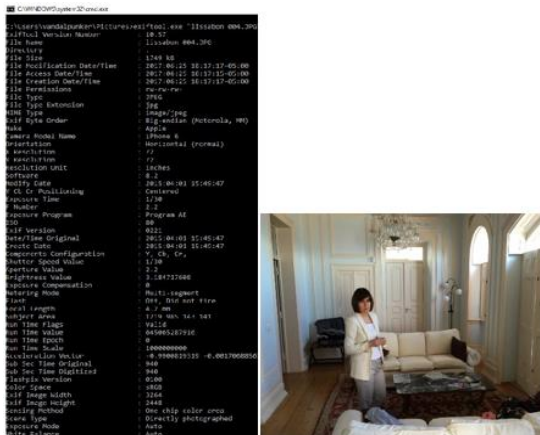 C:\WINDOWS\system32\cmd.exe
C:\Users\vandalpunker\Pictures>exiftool.exe "lissabon 004.JPG
ExifTool Version Number : 10.57
File Name : lissabon 004.JPG
Directory : .
File Size : 1749 kB
File Modification Date/Time : 2017:06:25 16:17:17-05:00
File Access Date/Time : 2017:06:25 16:17:15-05:00
File Creation Date/Time : 2017:06:25 16:17:15-05:00
File Permissions : rw-rw-rw-
File Type : JPEG
File Type Extension : jpg
MIME Type : image/jpeg
Exif Byte Order : Big-endian (Motorola, MM)
Make : Apple
Camera Model Name : iPhone 6
Orientation : Horizontal (normal)
X Resolution : 72
Y Resolution : 72
Resolution Unit : inches
Software : 8.2
Modify Date : 2015:04:01 15:45:47
Y Cb Cr Positioning : Centered
Exposure Time : 1/30
F Number : 2.2
Exposure Program : Program AE
ISO : 80
Exif Version : 0221
Date/Time Original : 2015:04:01 15:45:47
Create Date : 2015:04:01 15:45:47
Components Configuration : Y, Cb, Cr,
Shutter Speed Value : 1/30
Aperture Value : 2.2
Brightness Value
Exposure Compensation : 0
Metering Mode : Multi-segment
Flash : Off, Did not fire
Focal Length : 4.2 mm
Subject Area
Run Time Flags : Valid
Run Time Value
Run Time Epoch : 0
Run Time Scale : 1000000000
Acceleration Vector
Sub Sec Time Original : 940
Sub Sec Time Digitized : 940
Flashpix Version : 0100
Color Space : sRGB
Exif Image Width : 3264
Exif Image Height : 2448
Sensing Method : One-chip color area
Scene Type : Directly photographed
Exposure Mode : Auto
White Balance : Auto